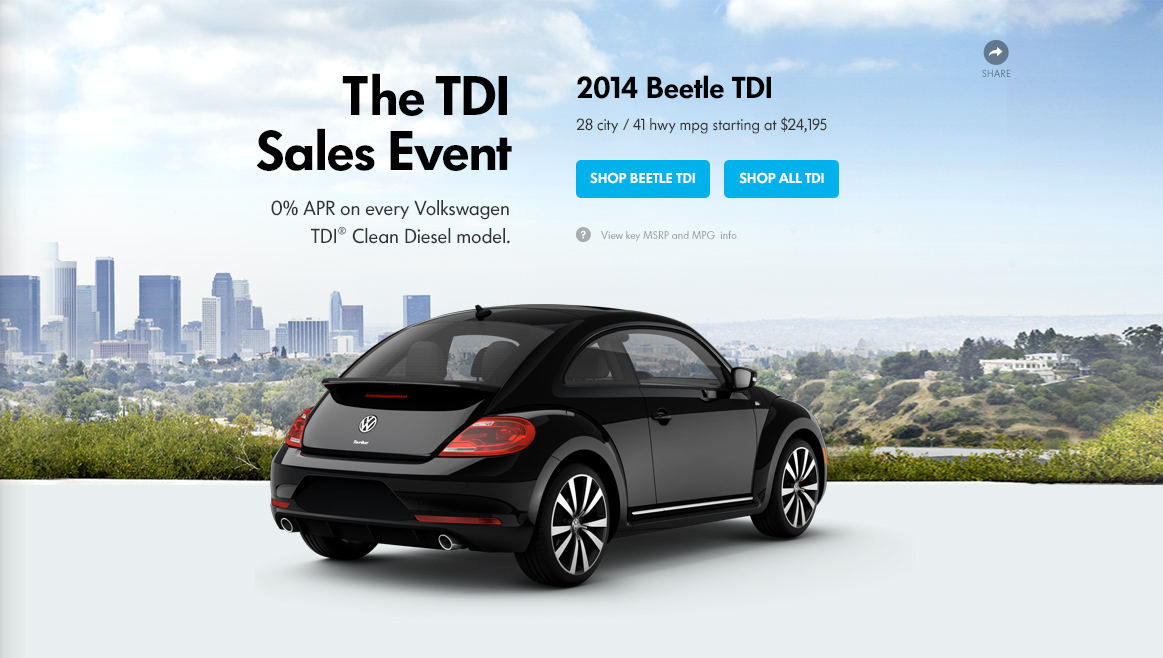 The TDI
Sales Event
0% APR on every Volkswagen
TDI® Clean Diesel model.
2014 Beetle TDI
28 city / 41 hwy mpg starting at $24,195
SHOP BEETLE TDI
SHOP ALL TDI
? View key MSRP and MPG info
SHARE
Turbo